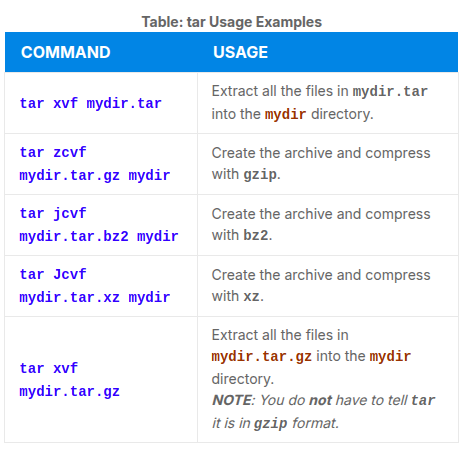 Table: tar Usage Examples
COMMAND USAGE
tar xvf mydir.tar
Extract all the files in mydir.tar
into the mydir directory.
tar zcvf
mydir.tar.gz mydir
Create the archive and compress
with gzip.
tar jcvf
mydir.tar.bz2 mydir
Create the archive and compress
with bz2.
tar Jcvf
mydir.tar.xz mydir
Create the archive and compress
with xz.
tar xvf
mydir.tar.gz
Extract all the files in
mydir.tar.gz into the mydir
directory.
NOTE: You do not have to tell tar
it is in gzip format.